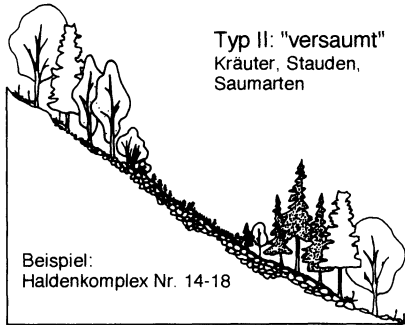 Typ II: "versaumt"
Kräuter, Stauden,
Saumarten
Beispiel:
Haldenkomplex Nr. 14-18